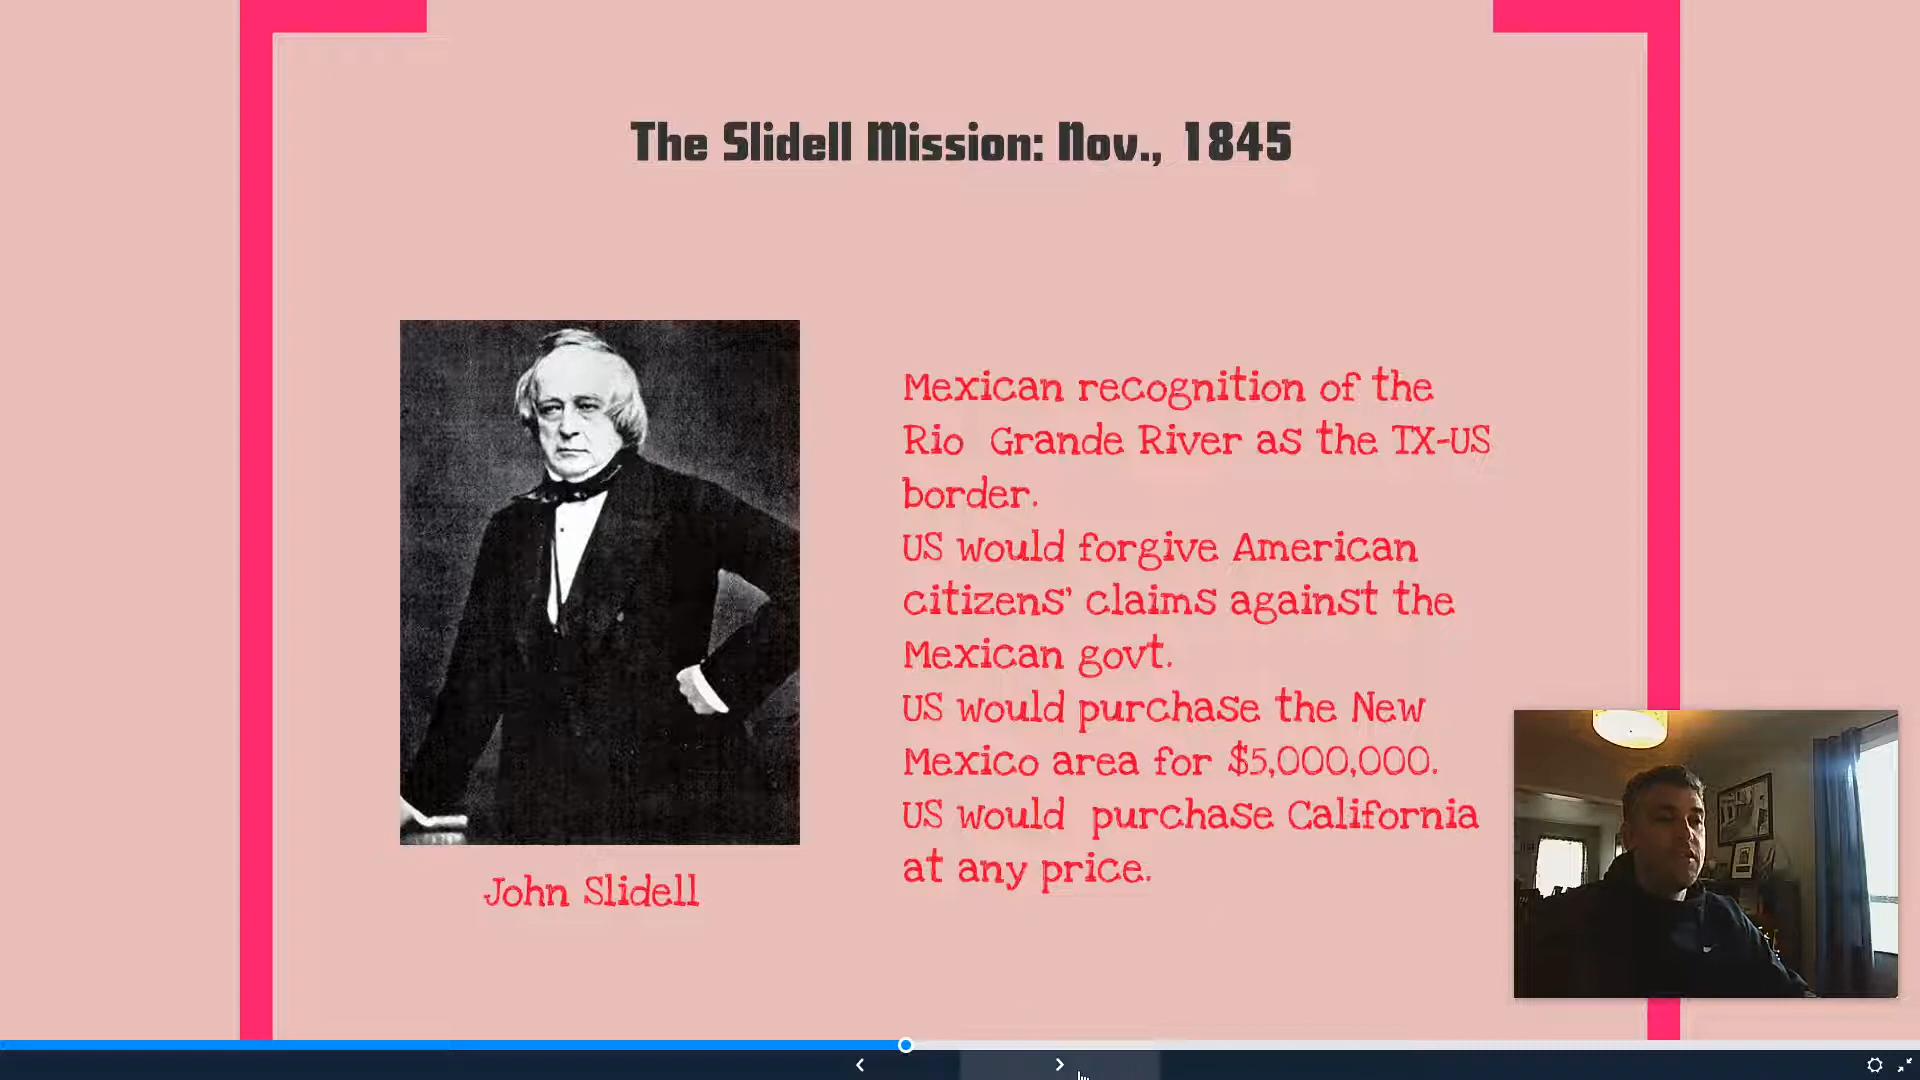 The Slidell Mission: Nov., 1845
Mexican recognition of the
Rio Grande River as the TX-US
border.
US would forgive American
citizens' claims against the
Mexican govt.
US would purchase the New
Mexico area for $5,000,000.
US would purchase California
at any price.
John Slidell